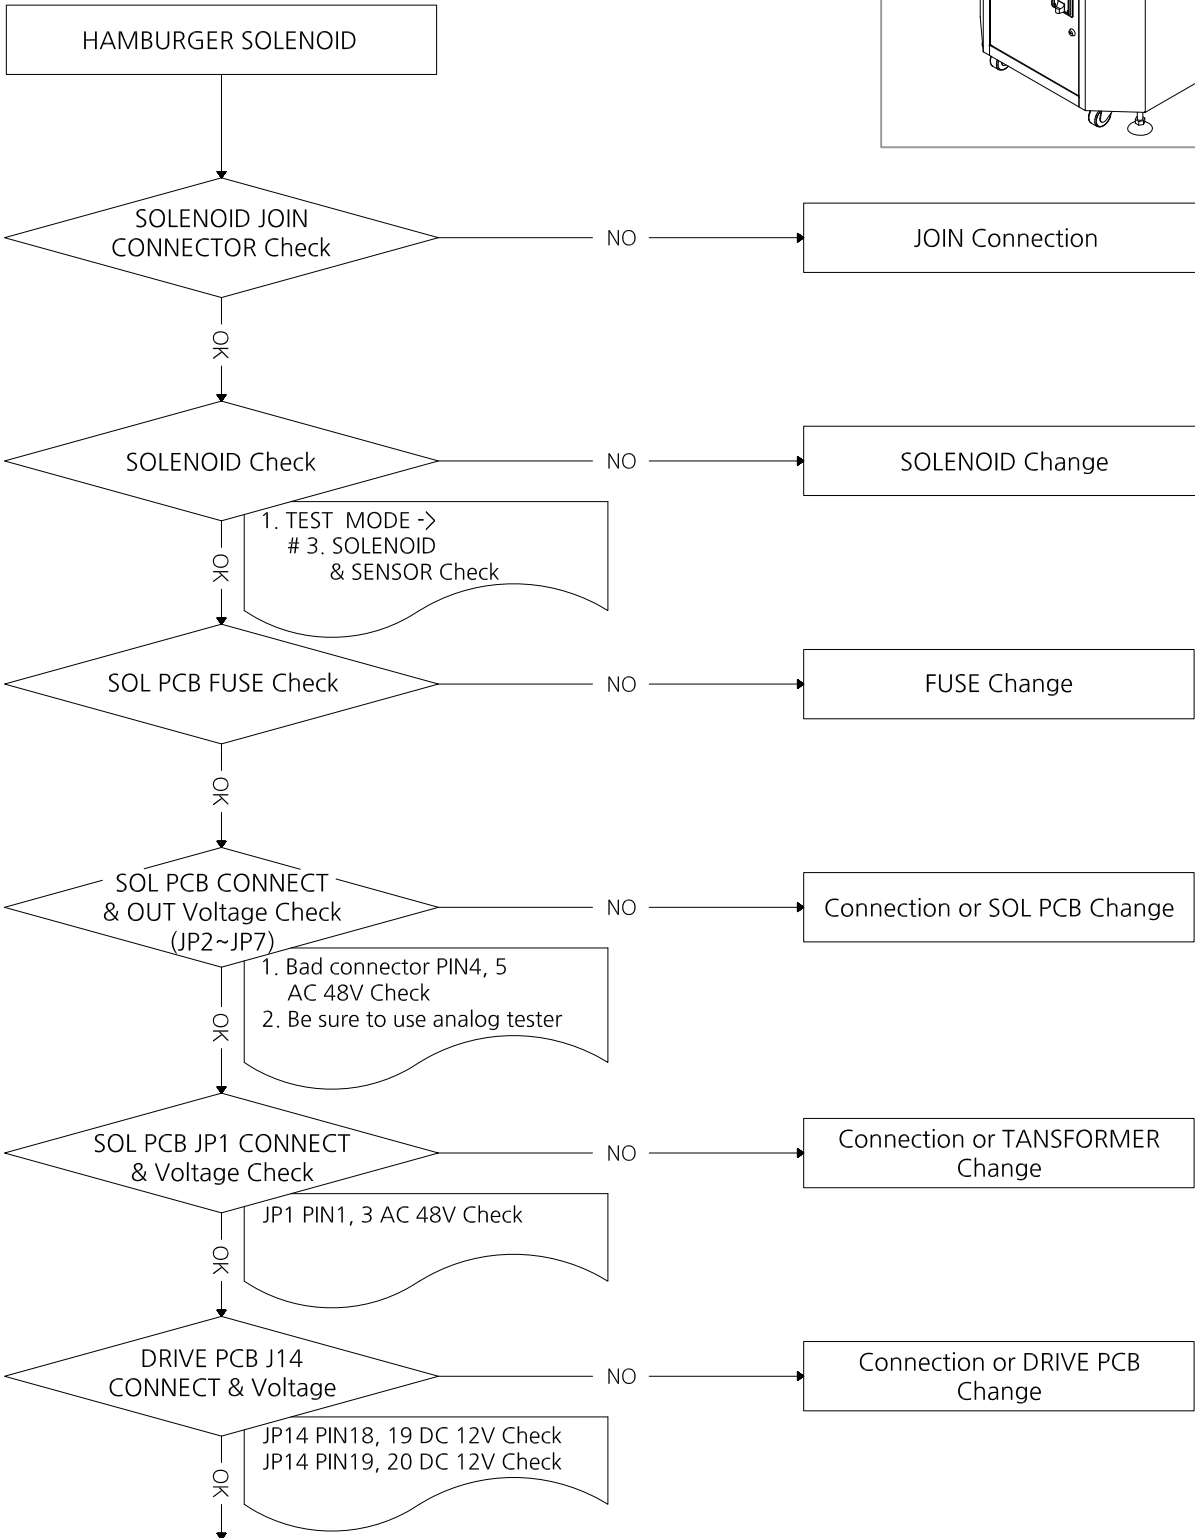 HAMBURGER SOLENOID
SOLENOID JOIN
CONNECTOR Check
NO
JOIN Connection
OK
SOLENOID Check
NO
SOLENOID Change
1. TEST MODE ->
# 3. SOLENOID
& SENSOR Check
OK
SOL PCB FUSE Check
NO
FUSE Change
OK
SOL PCB CONNECT
& OUT Voltage Check
(JP2~JP7)
NO
Connection or SOL PCB Change
1. Bad connector PIN4, 5
AC 48V Check
2. Be sure to use analog tester
OK
SOL PCB JP1 CONNECT
& Voltage Check
NO
Connection or TANSFORMER
Change
JP1 PIN1, 3 AC 48V Check
OK
DRIVE PCB J14
CONNECT & Voltage
NO
Connection or DRIVE PCB
Change
JP14 PIN18, 19 DC 12V Check
JP14 PIN19, 20 DC 12V Check
OK